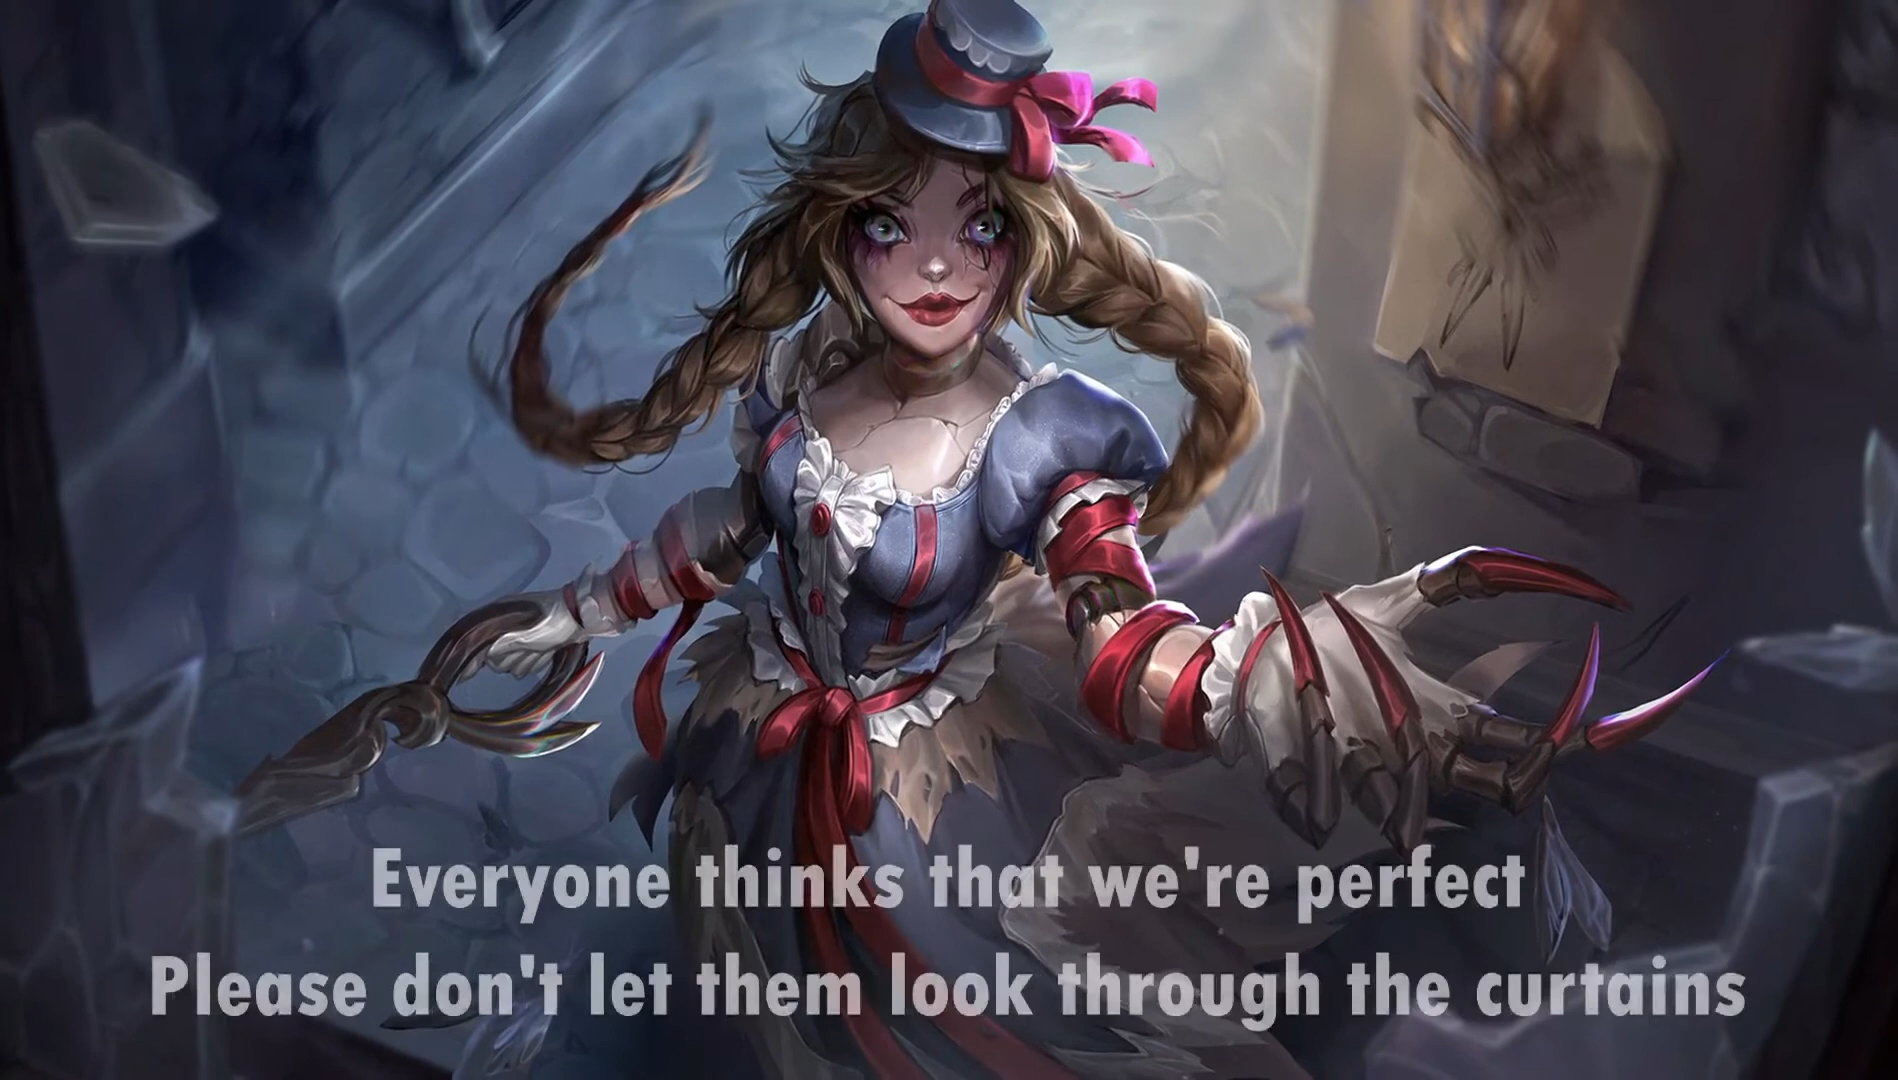 Everyone thinks that we're perfect
Please don't let them look through the curtains